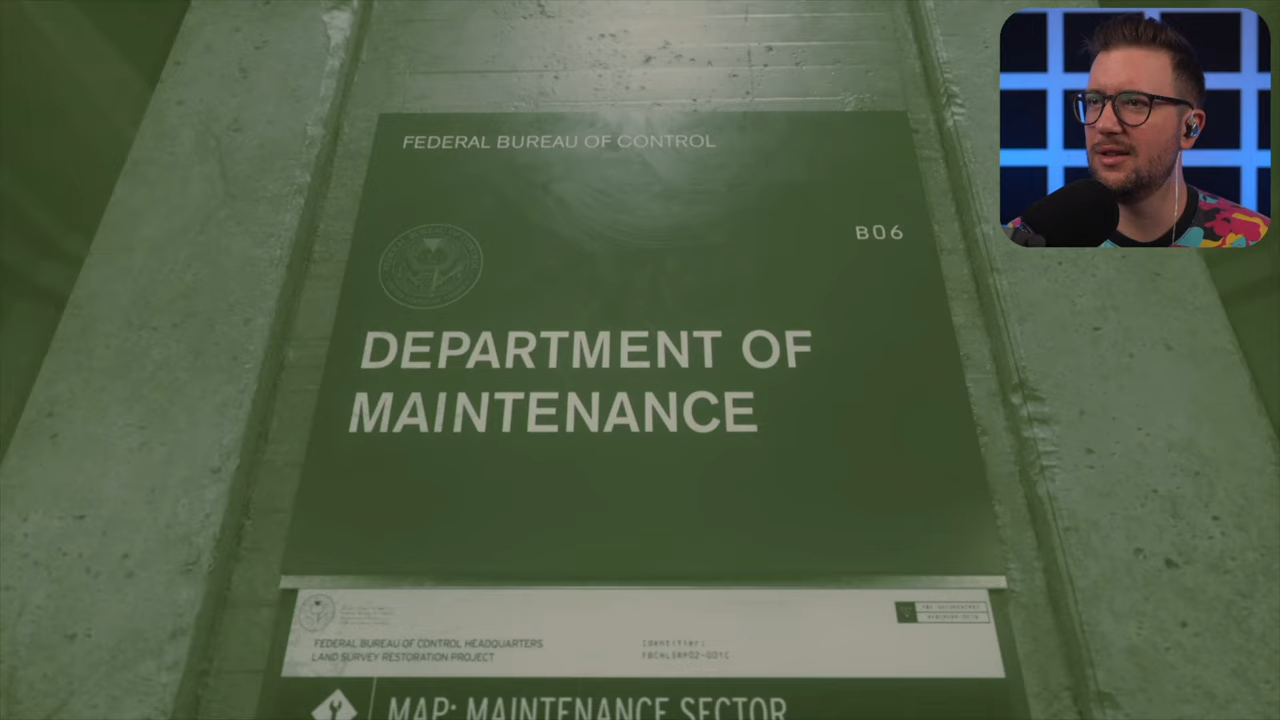 FEDERAL BUREAU OF CONTROL
B06
DEPARTMENT OF
MAINTENANCE
FEDERAL BUREAU OF CONTROL HEADQUARTERS
LAND SURVEY RESTORATION PROJECT
Identifier:
MAP: MAINTENANCE SECTOR